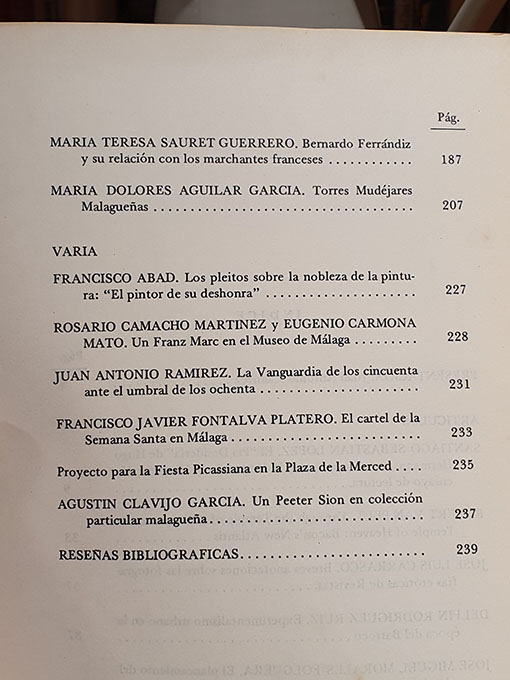 Pág.
MARIA TERESA SAURET GUERRERO. Bernardo Ferrándiz
y su relación con los marchantes franceses ............ 187
MARIA DOLORES AGUILAR GARCIA. Torres Mudéjares
Malagueñas ................................... 207
VARIA
FRANCISCO ABAD. Los pleitos sobre la nobleza de la pintu-
ra: "El pintor de su deshonra" .................... 227
ROSARIO CAMACHO MARTINEZ y EUGENIO CARMONA
MATO. Un Franz Marc en el Museo de Málaga ......... 228
JUAN ANTONIO RAMIREZ. La Vanguardia de los cincuenta
ante el umbral de los ochenta ...................... 231
FRANCISCO JAVIER FONTALVA PLATERO. El cartel de la
Semana Santa en Málaga .......................... 233
Proyecto para la Fiesta Picassiana en la Plaza de la Merced .... 235
AGUSTIN CLAVIJO GARCIA. Un Peeter Sion en colección
particular malagueña ............................. 237
RESEÑAS BIBLIOGRAFICAS ......................... 239